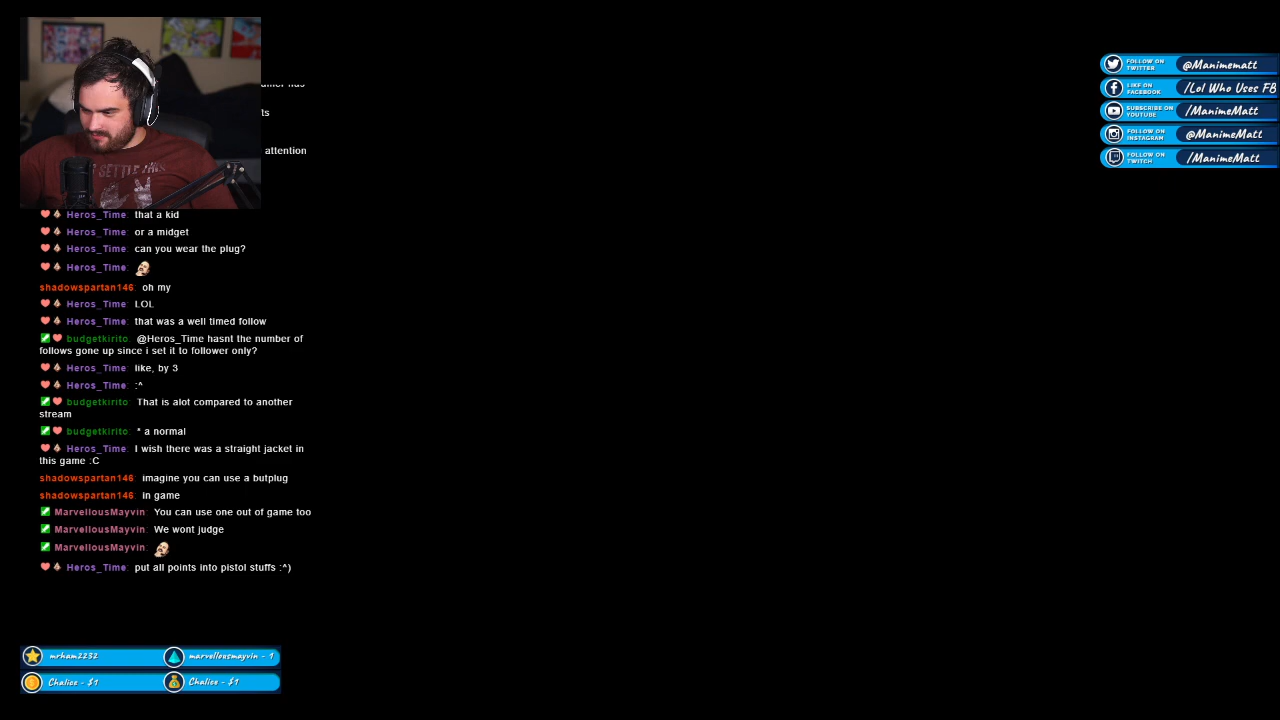 ts
attention
Heros_Time: that a kid
Heros_Time: or a midget
Heros_Time: can you wear the plug?
Heros_Time:
shadowspartan146: oh my
Heros_Time: LOL
Heros_Time: that was a well timed follow
budgetkirito: @Heros_Time hasnt the number of
follows gone up since i set it to follower only?
Heros_Time: like, by 3
Heros_Time: :^
budgetkirito: That is alot compared to another
stream
budgetkirito: * a normal
Heros_Time: I wish there was a straight jacket in
this game :C
shadowspartan146: imagine you can use a butplug
shadowspartan146: in game
MarvellousMayvin: You can use one out of game too
MarvellousMayvin: We wont judge
MarvellousMayvin:
Heros_Time: put all points into pistol stuffs :^)
mrham2232
marvellousmayvin - 1
Chalice - $1
Chalice - $1
FOLLOW ON
TWITTER
@Manimematt
LIKE ON
FACEBOOK
/Lol Who Uses FB
SUBSCRIBE ON
YOUTUBE
/ManimeMatt
FOLLOW ON
INSTAGRAM
@ManimeMatt
FOLLOW ON
TWITCH
/ManimeMatt